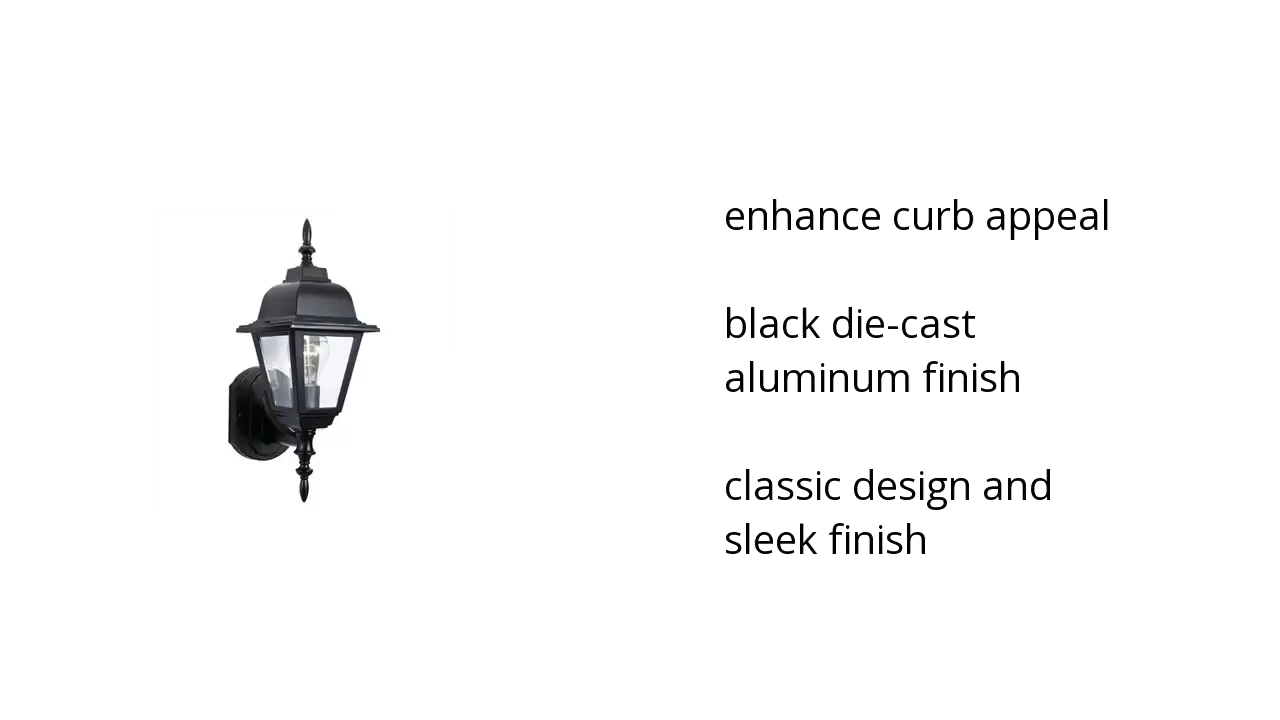 enhance curb appeal
black die-cast
aluminum finish
classic design and
sleek finish